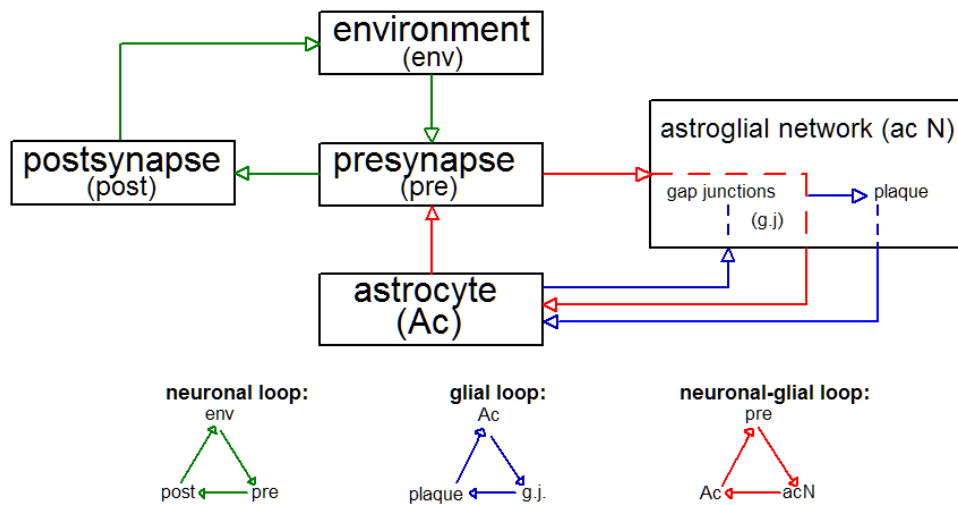 environment
(env)
postsynapse
(post)
presynapse
(pre)
astroglial network (ac N)
gap junctions
(g.j)
plaque
astrocyte
(Ac)
neuronal loop:
env
post
pre
glial loop:
Ac
plaque
g.j.
neuronal-glial loop:
pre
Ac
acN